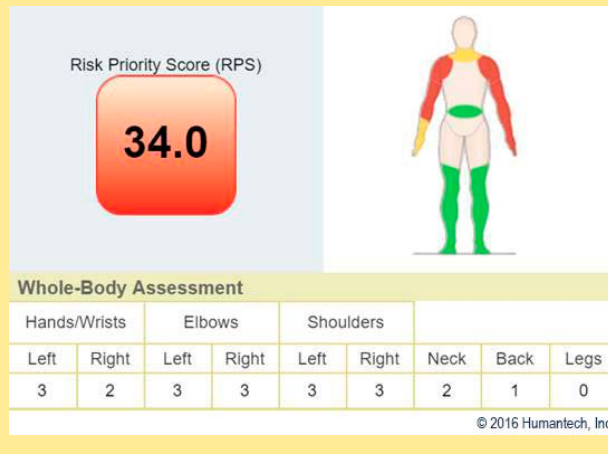 Risk Priority Score (RPS)
34.0
Whole-Body Assessment
Hands/Wrists Elbows Shoulders
Left Right Left Right Left Right Neck Back Legs
3 2 3 3 3 3 2 1 0
© 2016 Humantech, Inc